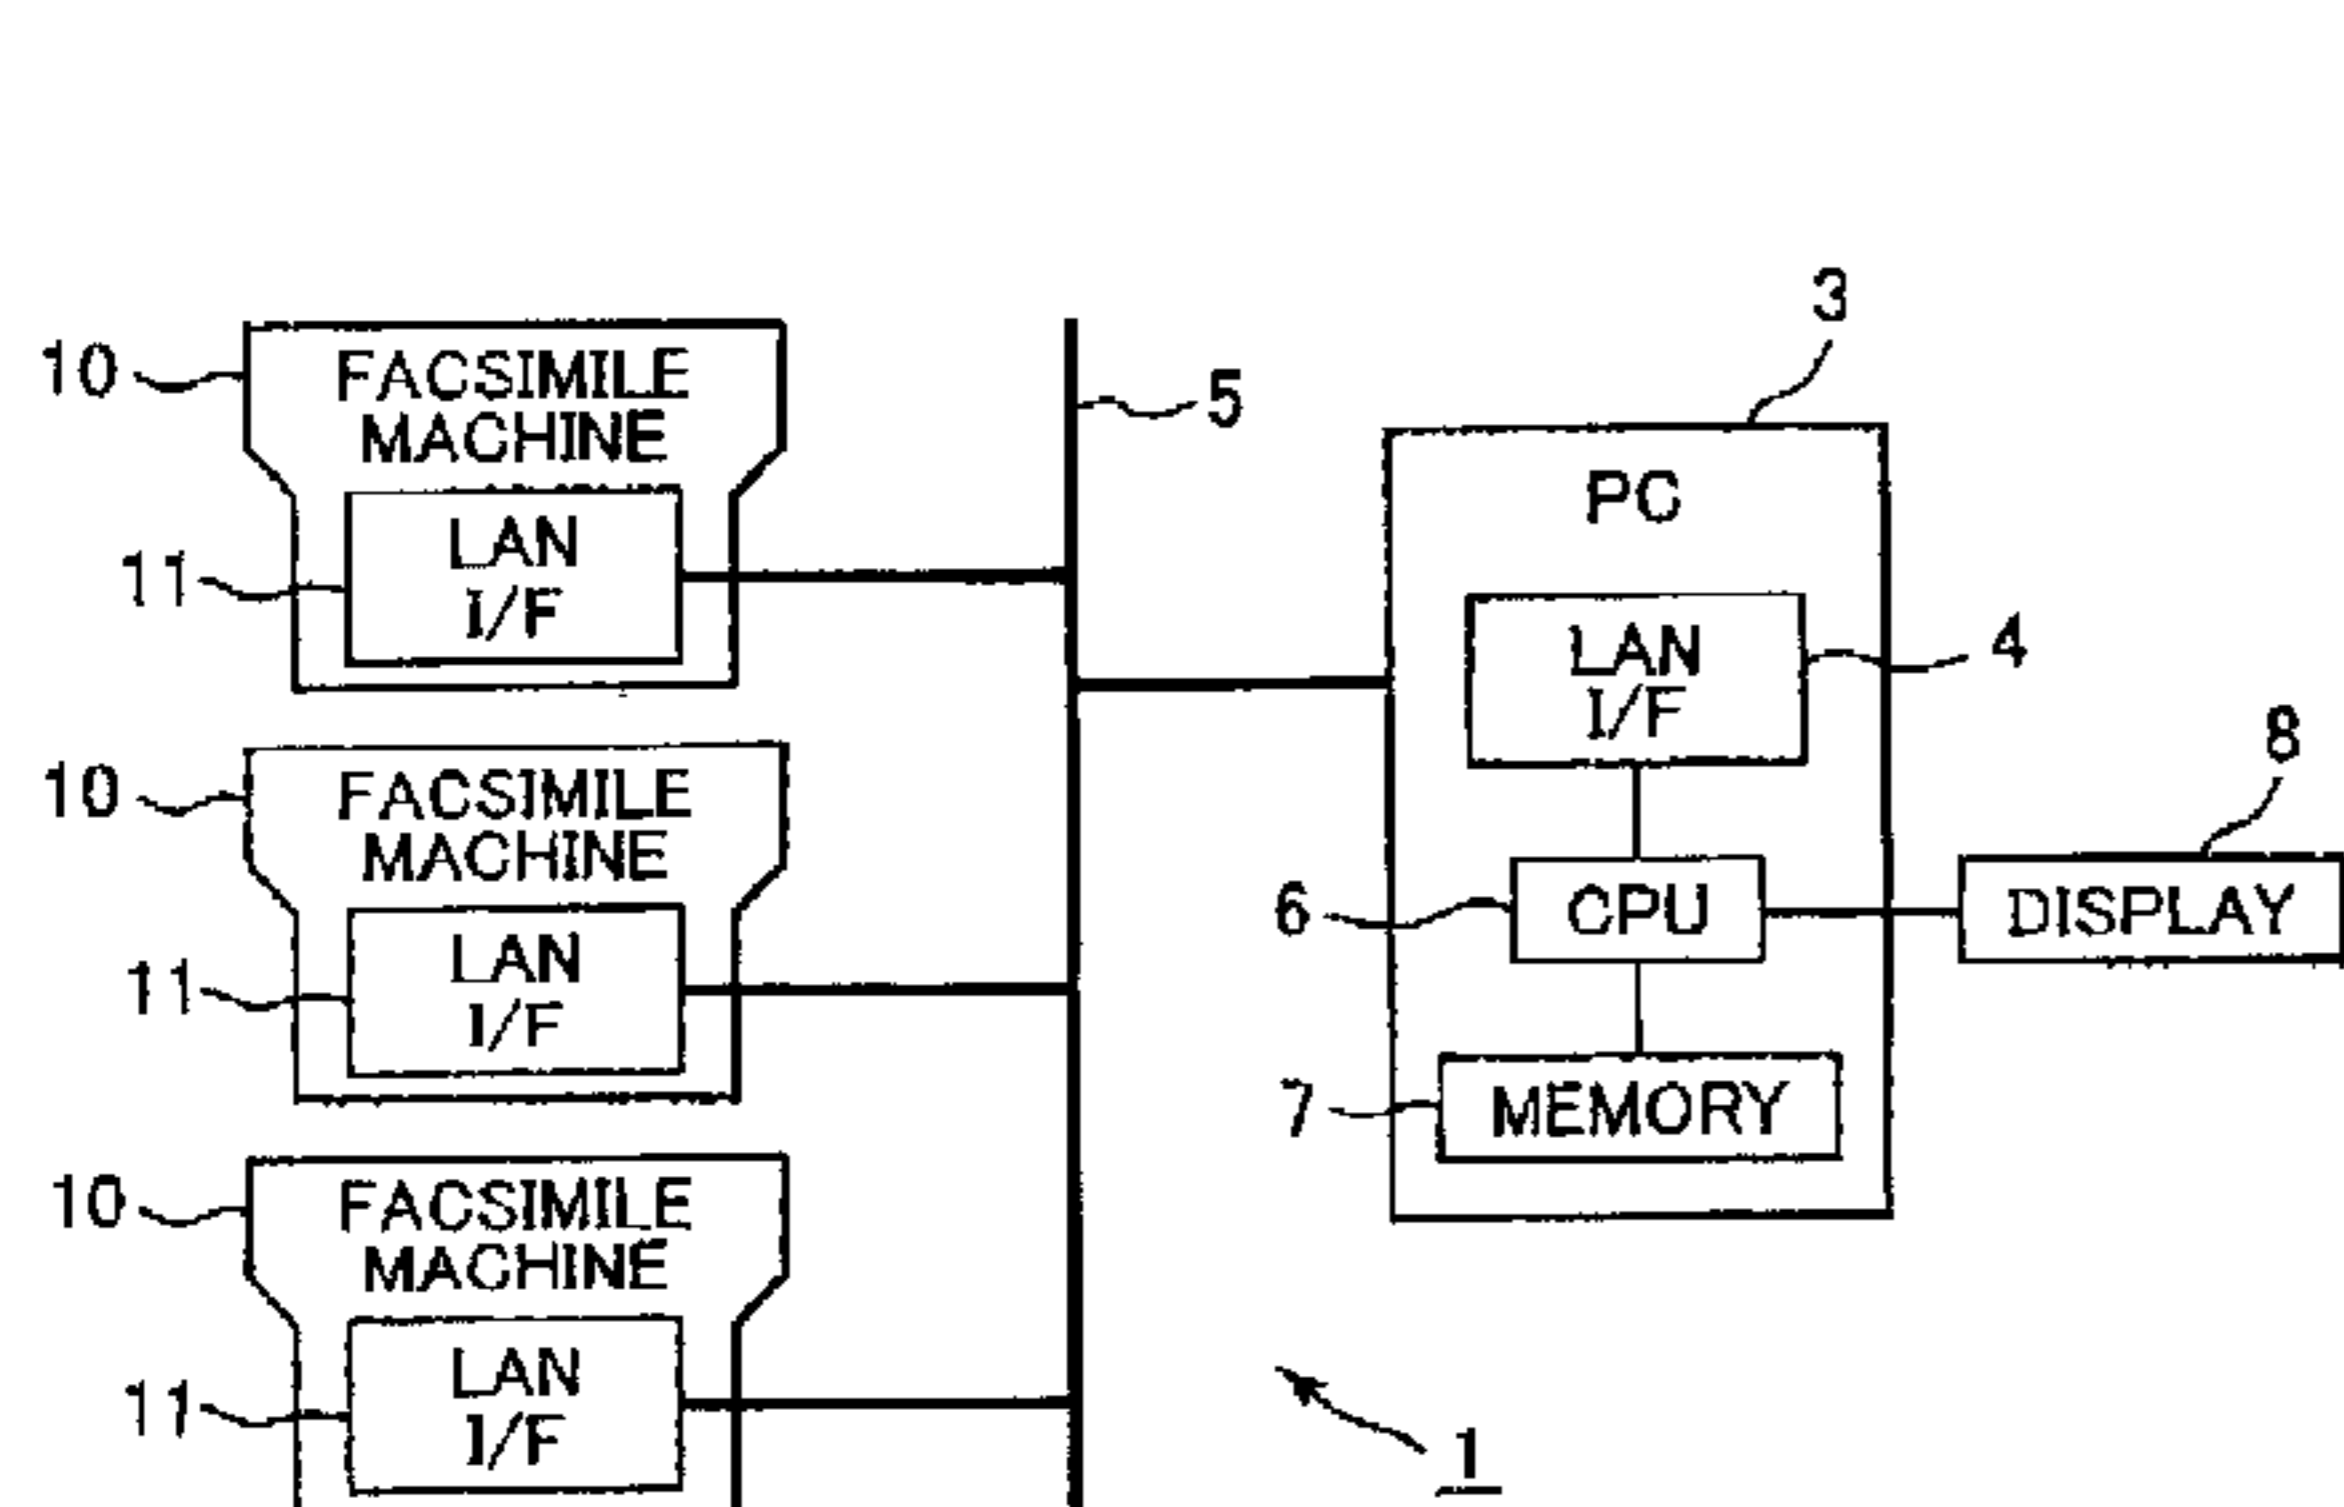 10
FACSIMILE
MACHINE
11
LAN
I/F
10
FACSIMILE
MACHINE
11
LAN
I/F
10
FACSIMILE
MACHINE
11
LAN
I/F
5
3
PC
LAN
I/F
4
8
6
CPU
DISPLAY
7
MEMORY
1